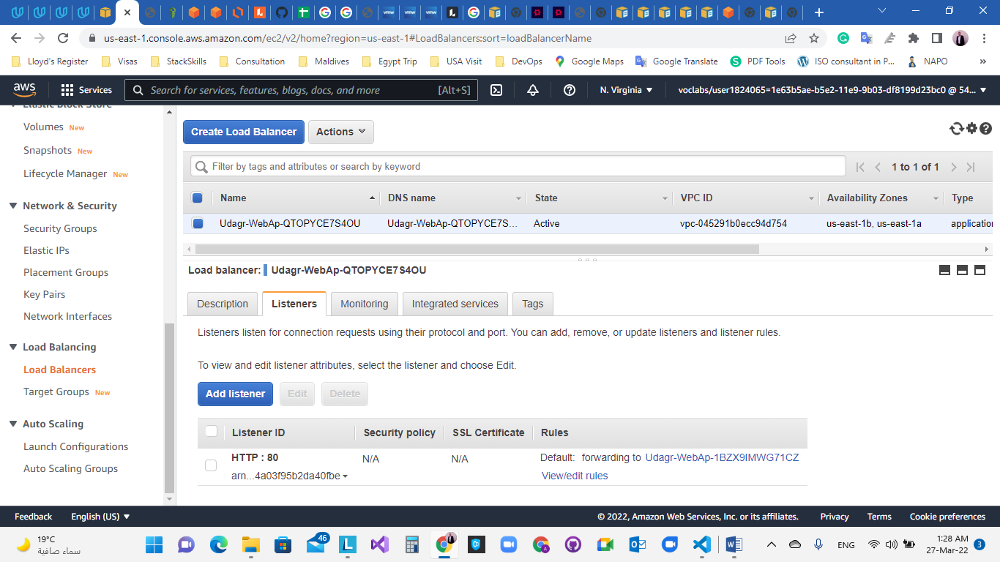 us-east-1.console.aws.amazon.com/ec2/v2/home?region=us-east-1#LoadBalancers:sort=loadBalancerName
Lloyd's Register
Visas
StackSkills
Consultation
Maldives
Egypt Trip
USA Visit
DevOps
Google Maps
Google Translate
PDF Tools
ISO consultant in P...
NAPO
»
aws
Services
Search for services, features, blogs, docs, and more
[Alt+S]
N. Virginia
voclabs/user1824065=1e63b5ae-b5e2-11e9-9b03-df8199d23bc0 @ 54...
Elastic Block Store
Volumes New
Snapshots New
Lifecycle Manager New
Network & Security
Security Groups
Elastic IPs
Placement Groups
Key Pairs
Network Interfaces
Load Balancing
Load Balancers
Target Groups New
Auto Scaling
Launch Configurations
Auto Scaling Groups
Create Load Balancer
Actions
Filter by tags and attributes or search by keyword
1 to 1 of 1
Name DNS name State VPC ID Availability Zones Type
Udagr-WebAp-QTOPYCE7S4OU Udagr-WebAp-QTOPYCE7S... Active vpc-045291b0ecc94d754 us-east-1b, us-east-1a application
Load balancer: Udagr-WebAp-QTOPYCE7S4OU
Description Listeners Monitoring Integrated services Tags
Listeners listen for connection requests using their protocol and port. You can add, remove, or update listeners and listener rules.
To view and edit listener attributes, select the listener and choose Edit.
Add listener Edit Delete
Listener ID Security policy SSL Certificate Rules
HTTP : 80 N/A N/A Default: forwarding to Udagr-WebAp-1BZX9IMWG71CZ
arn...4a03f95b2da40fbe View/edit rules
Feedback English (US) © 2022, Amazon Web Services, Inc. or its affiliates. Privacy Terms Cookie preferences
19°C
سماء صافية
46
ENG
1:28 AM
27-Mar-22
3